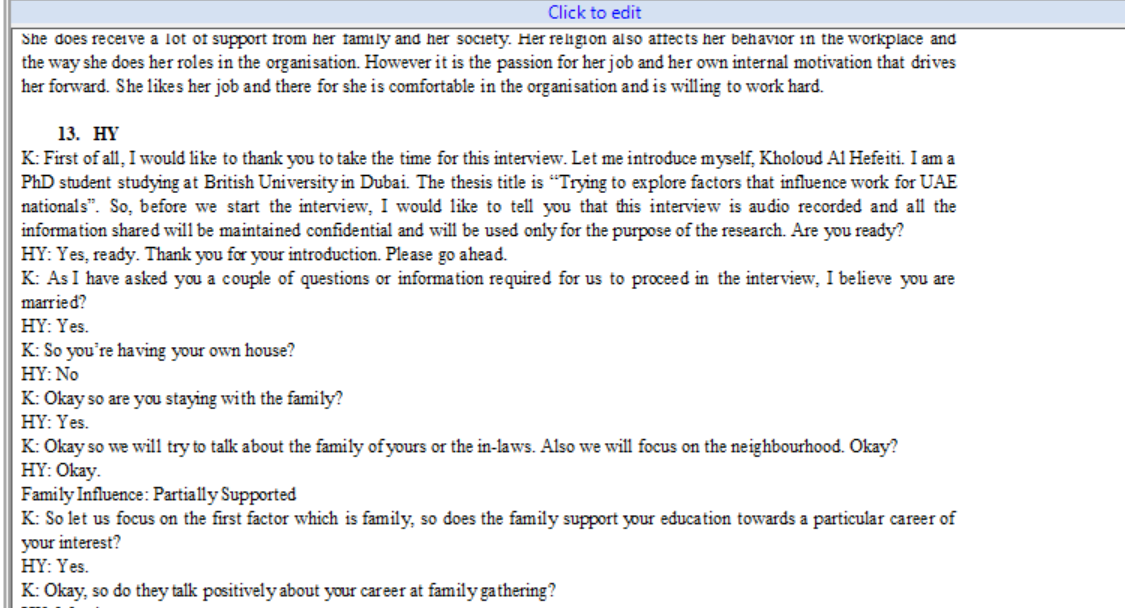 Click to edit
She does receive a lot of support from her family and her society. Her religion also affects her behavior in the workplace and
the way she does her roles in the organisation. However it is the passion for her job and her own internal motivation that drives
her forward. She likes her job and there for she is comfortable in the organisation and is willing to work hard.
13. HY
K: First of all, I would like to thank you to take the time for this interview. Let me introduce myself, Kholoud Al Hefeiti. I am a
PhD student studying at British University in Dubai. The thesis title is “Trying to explore factors that influence work for UAE
nationals”. So, before we start the interview, I would like to tell you that this interview is audio recorded and all the
information shared will be maintained confidential and will be used only for the purpose of the research. Are you ready?
HY: Yes, ready. Thank you for your introduction. Please go ahead.
K: As I have asked you a couple of questions or information required for us to proceed in the interview, I believe you are
married?
HY: Yes.
K: So you’re having your own house?
HY: No
K: Okay so are you staying with the family?
HY: Yes.
K: Okay so we will try to talk about the family of yours or the in-laws. Also we will focus on the neighbourhood. Okay?
HY: Okay.
Family Influence: Partially Supported
K: So let us focus on the first factor which is family, so does the family support your education towards a particular career of
your interest?
HY: Yes.
K: Okay, so do they talk positively about your career at family gathering?